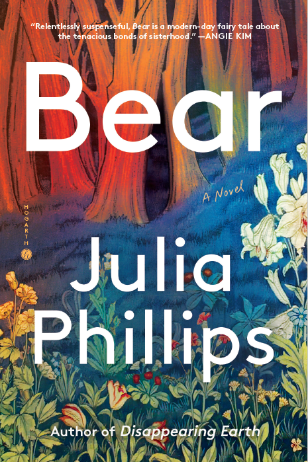 “Relentlessly suspenseful, Bear is a modern-day fairy tale about
the tenacious bonds of sisterhood.” —ANGIE KIM
Bear
A Novel
HOGARTH
Julia
Phillips
Author of Disappearing Earth